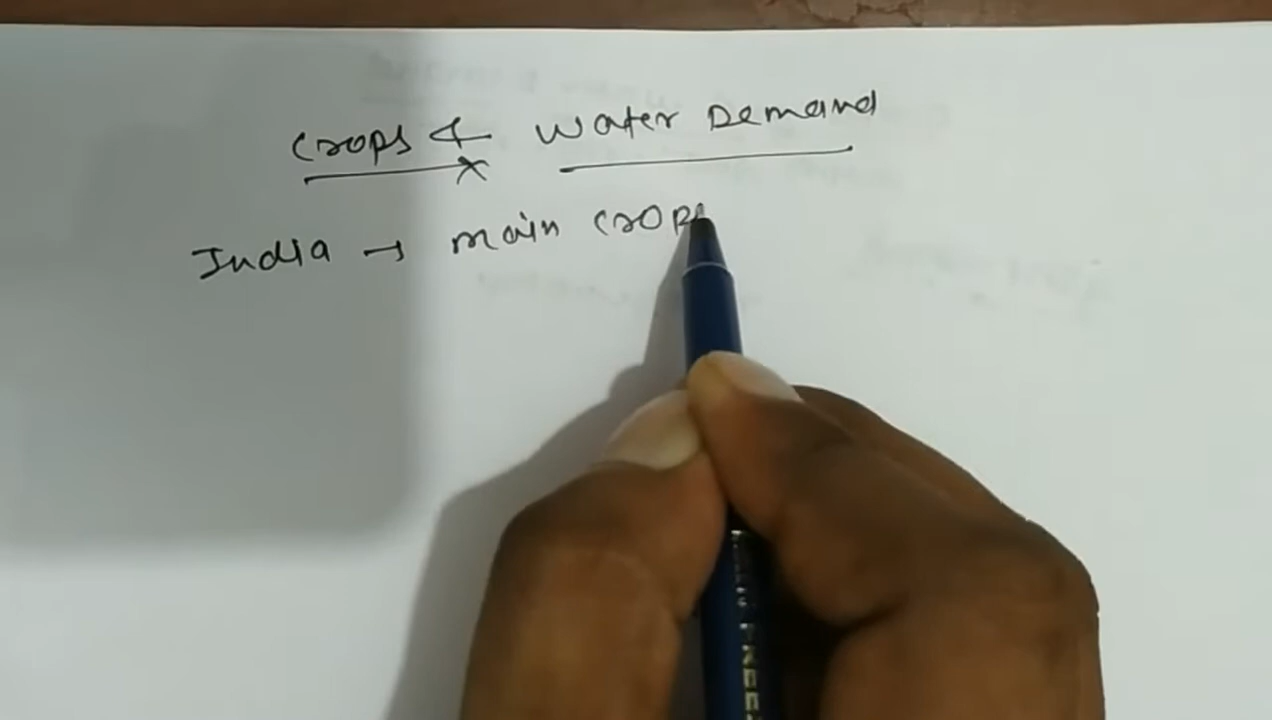 Crops & Water Demand
India → main crop